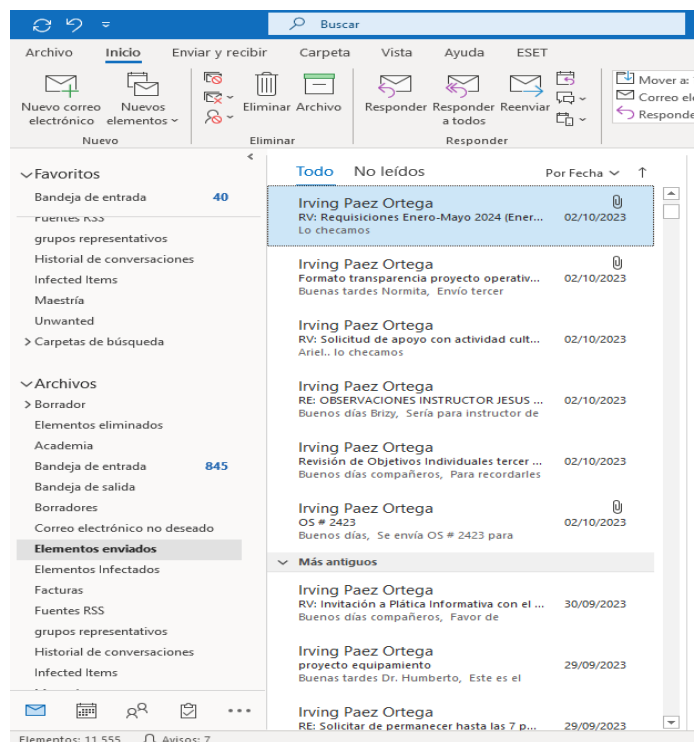 Buscar
Archivo Inicio Enviar y recibir Carpeta Vista Ayuda ESET
Nuevo correo electrónico
Nuevos elementos
Eliminar
Archivo
Responder
Responder a todos
Reenviar
Mover a:
Correo ele
Responde
Nuevo Eliminar Responder
Favoritos
Bandeja de entrada 40
Fuentes RSS
grupos representativos
Historial de conversaciones
Infected Items
Maestría
Unwanted
Carpetas de búsqueda
Archivos
Borrador
Elementos eliminados
Academia
Bandeja de entrada 845
Bandeja de salida
Borradores
Correo electrónico no deseado
Elementos enviados
Elementos Infectados
Facturas
Fuentes RSS
grupos representativos
Historial de conversaciones
Infected Items
Todo No leídos Por Fecha
Irving Paez Ortega
RV: Requisiciones Enero-Mayo 2024 (Ener... 02/10/2023
Lo checamos
Irving Paez Ortega
Formato transparencia proyecto operativ... 02/10/2023
Buenas tardes Normita, Envío tercer
Irving Paez Ortega
RV: Solicitud de apoyo con actividad cult... 02/10/2023
Ariel.. lo checamos
Irving Paez Ortega
RE: OBSERVACIONES INSTRUCTOR JESUS ... 02/10/2023
Buenos días Brizy, Sería para instructor de
Irving Paez Ortega
Revisión de Objetivos Individuales tercer ... 02/10/2023
Buenos días compañeros, Para recordarles
Irving Paez Ortega
OS # 2423 02/10/2023
Buenos días, Se envía OS # 2423 para
Más antiguos
Irving Paez Ortega
RV: Invitación a Plática Informativa con el ... 30/09/2023
Buenos días compañeros, Favor de
Irving Paez Ortega
proyecto equipamiento 29/09/2023
Buenas tardes Dr. Humberto, Este es el
Irving Paez Ortega
RE: Solicitar de permanecer hasta las 7 p... 29/09/2023
Elementos: 11,555 Avisos: 7